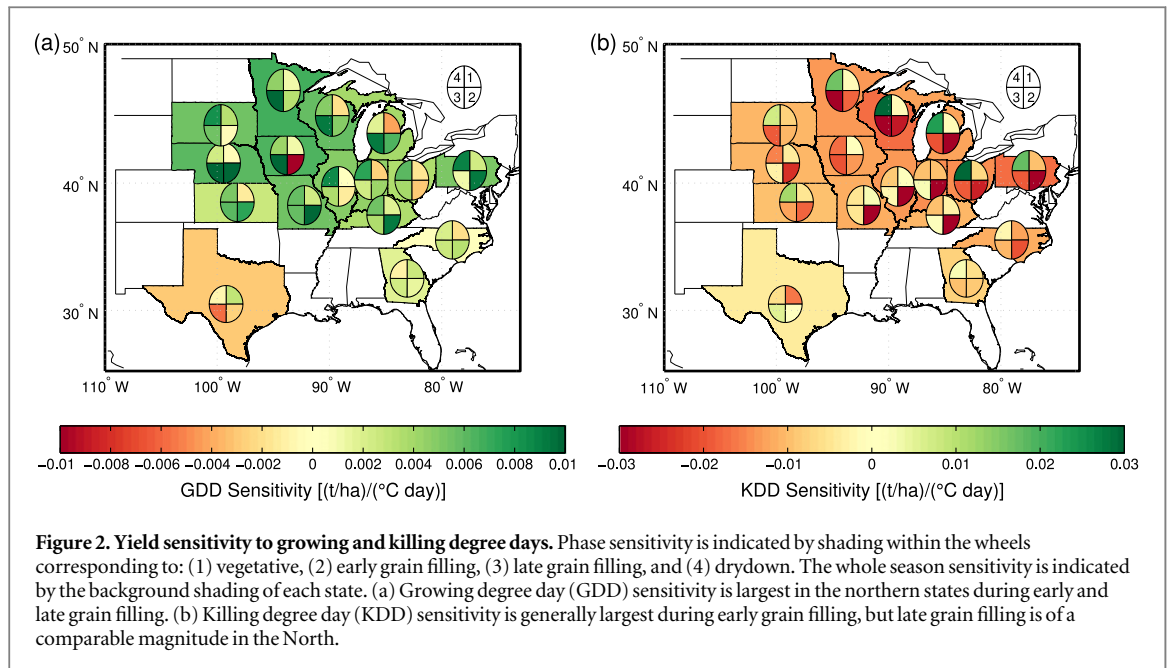 (a)
50° N
40° N
30° N
110° W
100° W
90° W
80° W
4 1
3 2
−0.01 −0.008 −0.006 −0.004 −0.002 0 0.002 0.004 0.006 0.008 0.01
GDD Sensitivity [(t/ha)/(°C day)]
(b)
50° N
40° N
30° N
110° W
100° W
90° W
80° W
4 1
3 2
−0.03 −0.02 −0.01 0 0.01 0.02 0.03
KDD Sensitivity [(t/ha)/(°C day)]
Figure 2. Yield sensitivity to growing and killing degree days. Phase sensitivity is indicated by shading within the wheels
corresponding to: (1) vegetative, (2) early grain filling, (3) late grain filling, and (4) drydown. The whole season sensitivity is indicated
by the background shading of each state. (a) Growing degree day (GDD) sensitivity is largest in the northern states during early and
late grain filling. (b) Killing degree day (KDD) sensitivity is generally largest during early grain filling, but late grain filling is of a
comparable magnitude in the North.